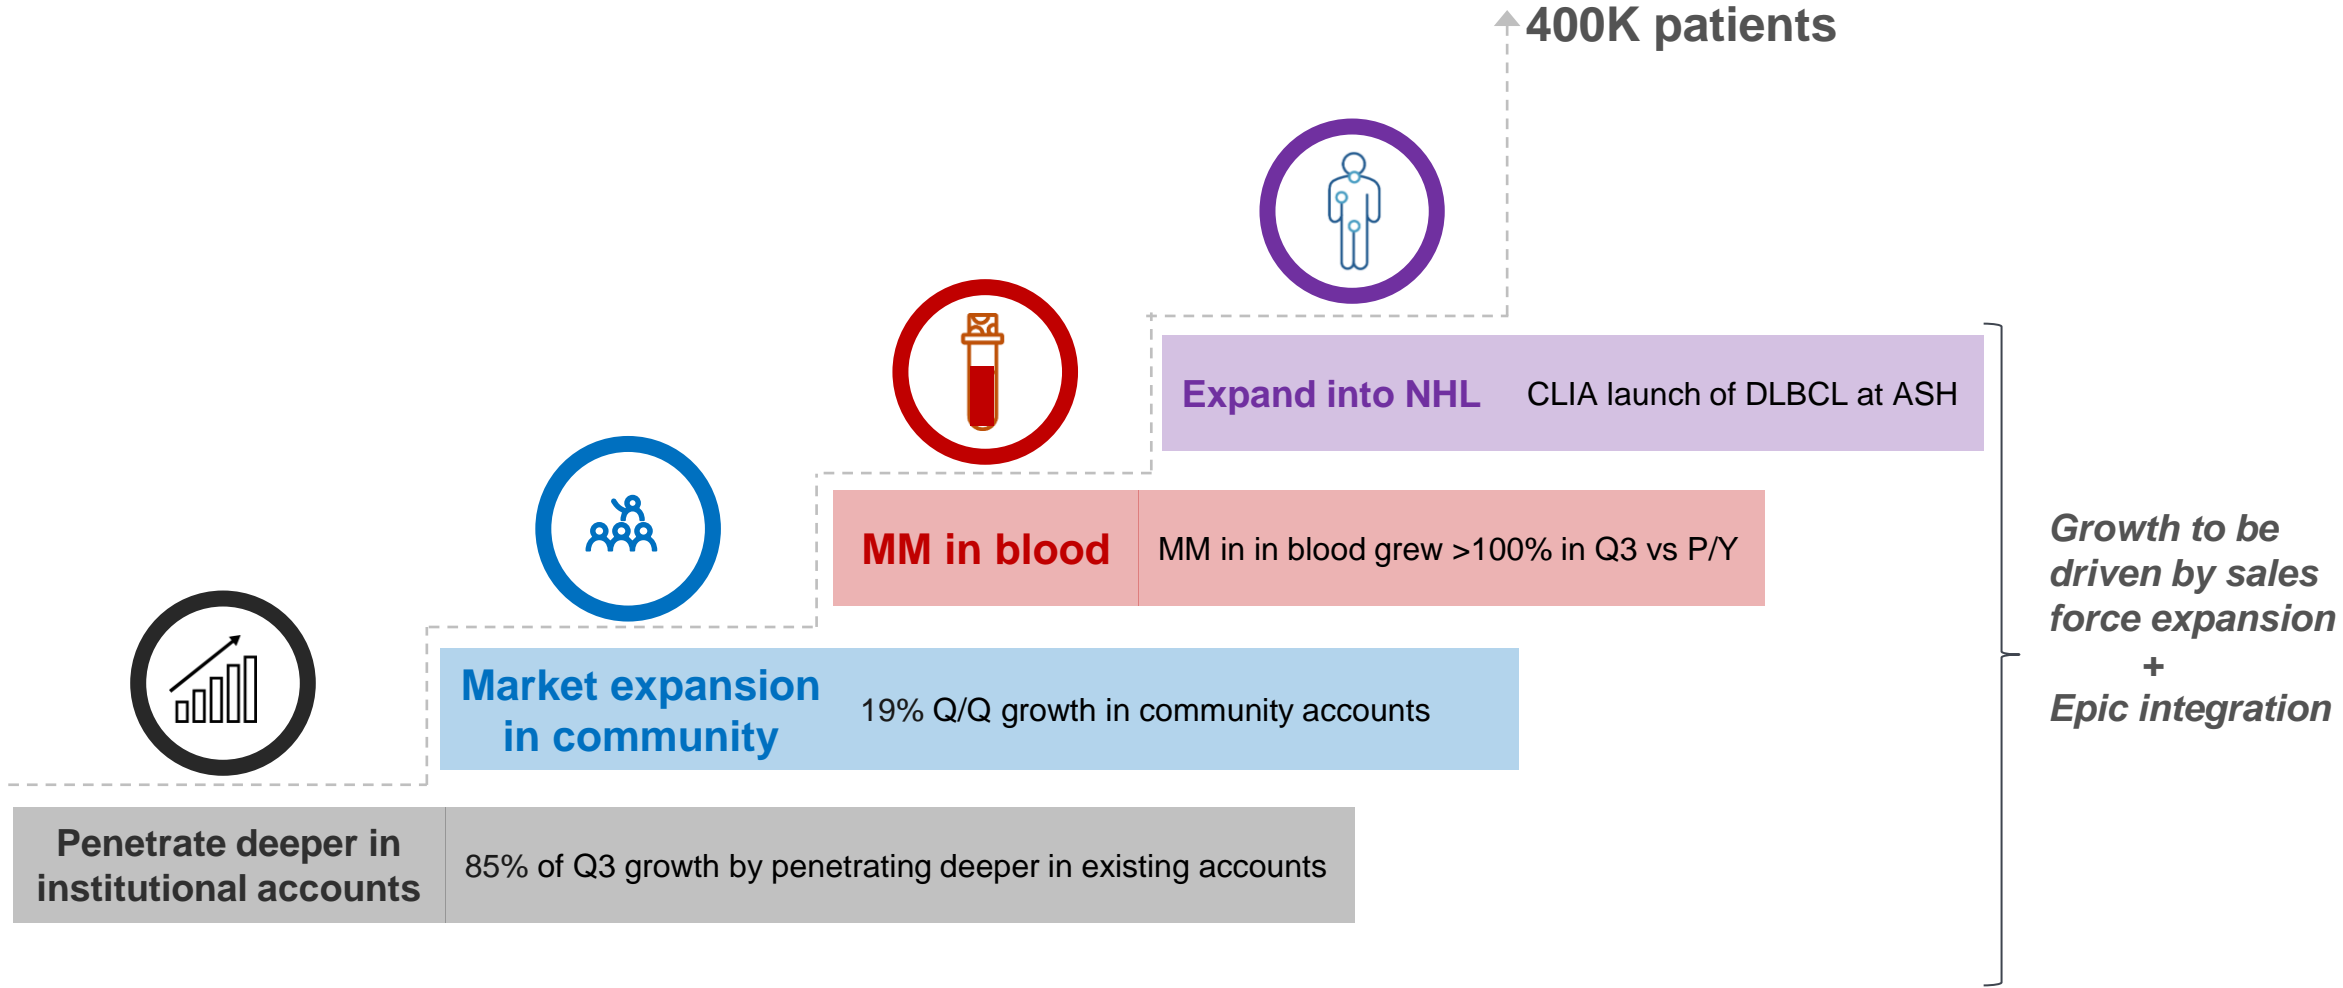 400K patients
Expand into NHL
CLIA launch of DLBCL at ASH
MM in blood
MM in in blood grew >100% in Q3 vs P/Y
Market expansion
in community
19% Q/Q growth in community accounts
Penetrate deeper in
institutional accounts
85% of Q3 growth by penetrating deeper in existing accounts
Growth to be
driven by sales
force expansion
+
Epic integration